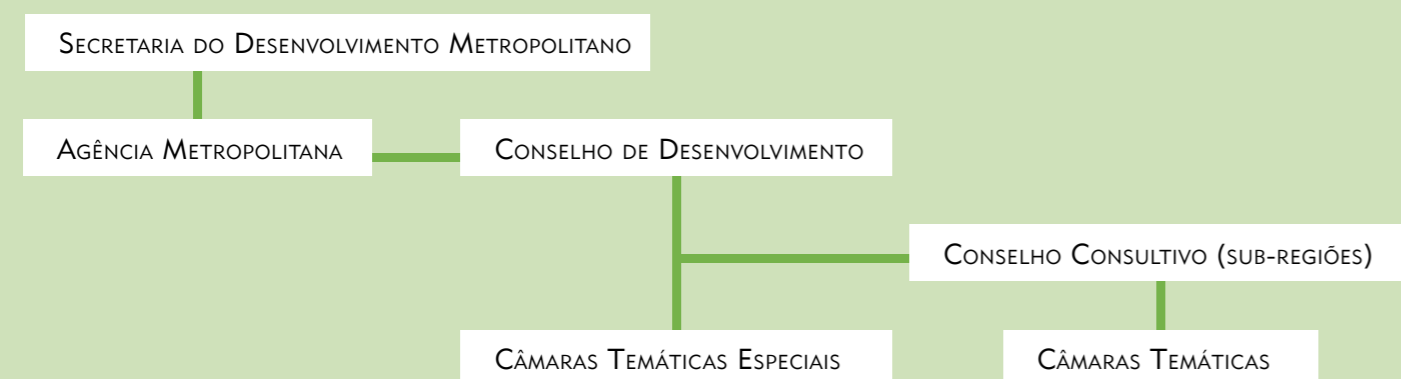 Secretaria do Desenvolvimento Metropolitano
Agência Metropolitana
Conselho de Desenvolvimento
Conselho Consultivo (sub-regiões)
Câmaras Temáticas Especiais
Câmaras Temáticas